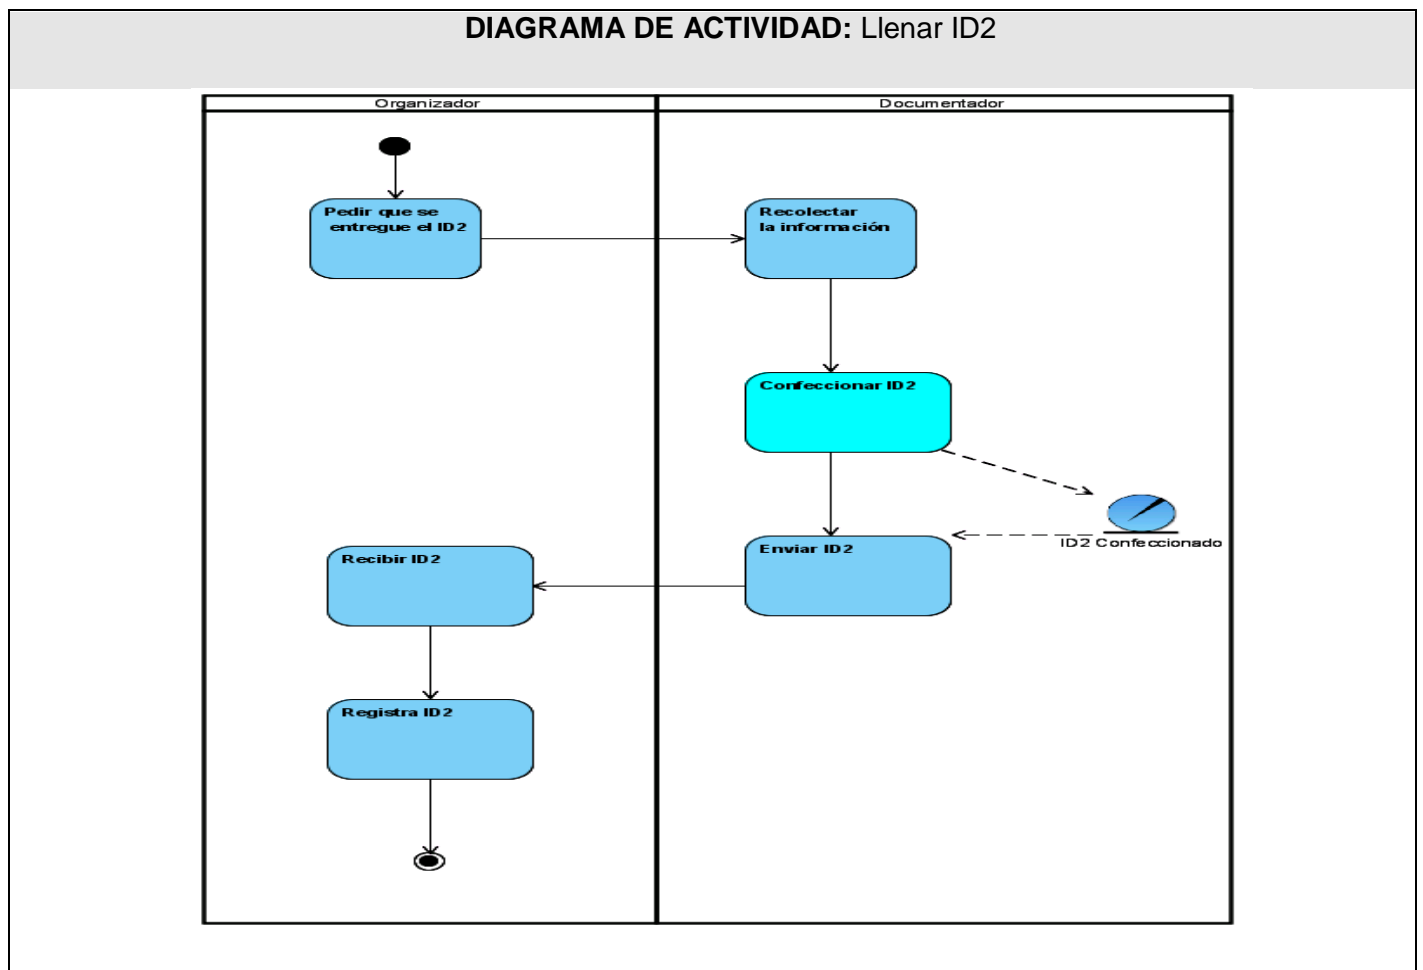 DIAGRAMA DE ACTIVIDAD: Llenar ID2
Organizador
Documentador
Pedir que se
entregue el ID2
Recolectar
la información
Confeccionar ID2
ID2 Confeccionado
Enviar ID2
Recibir ID2
Registra ID2